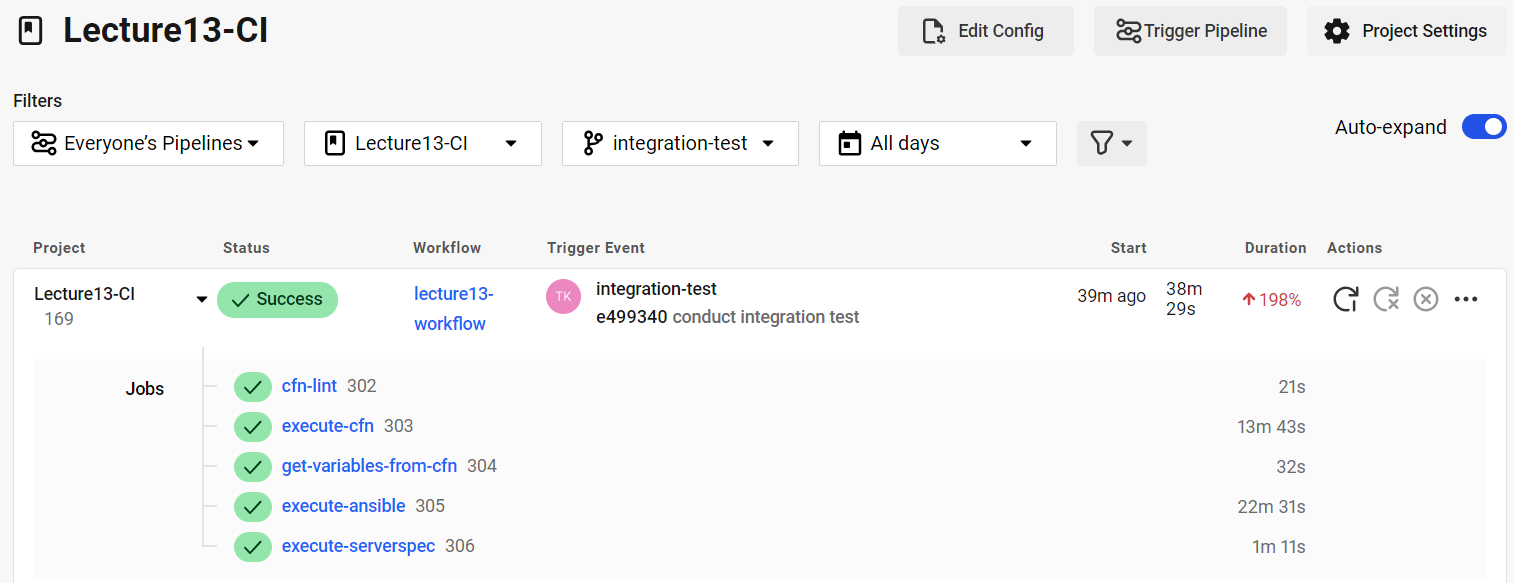 Lecture13-CI
Edit Config
Trigger Pipeline
Project Settings
Filters
Everyone’s Pipelines
Lecture13-CI
integration-test
All days
Auto-expand
Project Status Workflow Trigger Event Start Duration Actions
Lecture13-CI
169
Success
lecture13-
workflow
TK
integration-test
e499340 conduct integration test
39m ago
38m
29s
198%
Jobs
cfn-lint 302 21s
execute-cfn 303 13m 43s
get-variables-from-cfn 304 32s
execute-ansible 305 22m 31s
execute-serverspec 306 1m 11s